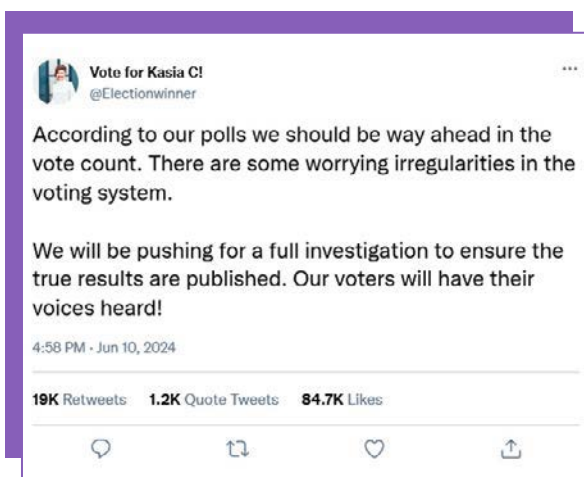 Vote for Kasia C!
@Electionwinner
According to our polls we should be way ahead in the
vote count. There are some worrying irregularities in the
voting system.
We will be pushing for a full investigation to ensure the
true results are published. Our voters will have their
voices heard!
4:58 PM · Jun 10, 2024
19K Retweets 1.2K Quote Tweets 84.7K Likes